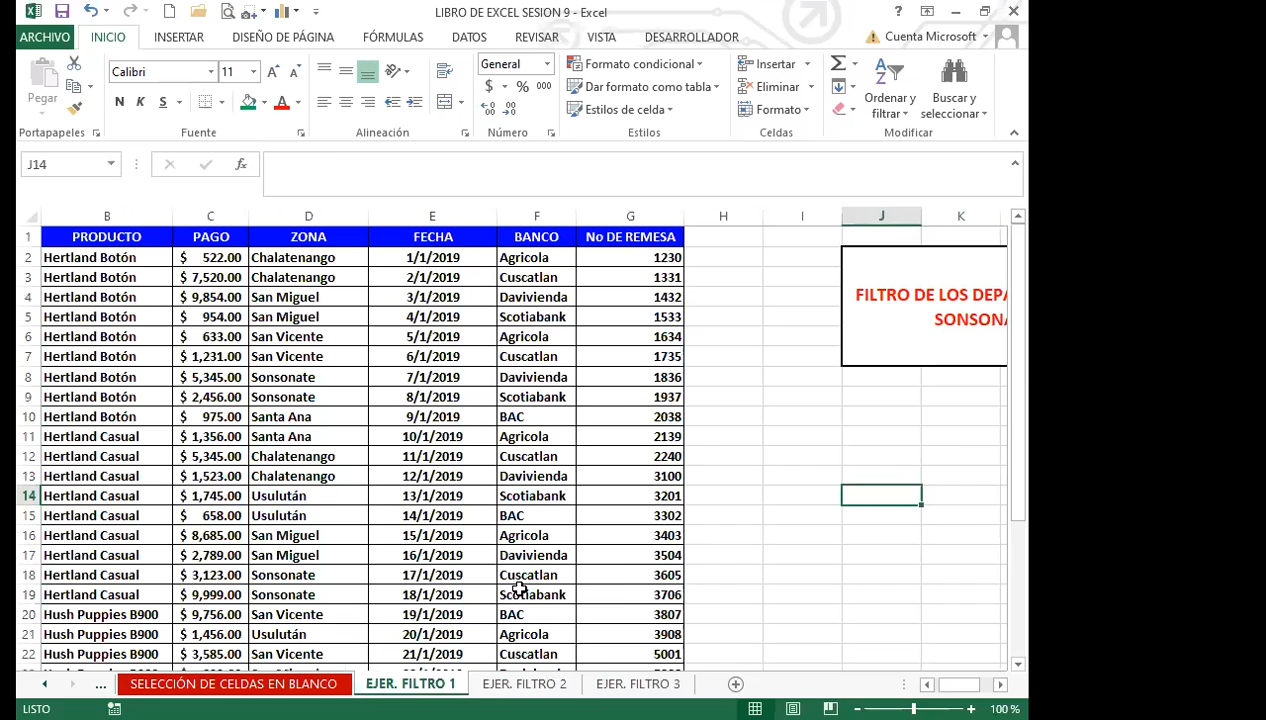 LIBRO DE EXCEL SESION 9 - Excel
ARCHIVO INICIO INSERTAR DISEÑO DE PÁGINA FÓRMULAS DATOS REVISAR VISTA DESARROLLADOR Cuenta Microsoft
Pegar
Calibri 11
N K S
General
$ % 000
Formato condicional
Dar formato como tabla
Estilos de celda
Insertar
Eliminar
Formato
Ordenar y filtrar
Buscar y seleccionar
Portapapeles Fuente Alineación Número Estilos Celdas Modificar
J14 fx
B C D E F G H I J K
1 PRODUCTO PAGO ZONA FECHA BANCO No DE REMESA
2 Hertland Botón $ 522.00 Chalatenango 1/1/2019 Agricola 1230
3 Hertland Botón $ 7,520.00 Chalatenango 2/1/2019 Cuscatlan 1331
4 Hertland Botón $ 9,854.00 San Miguel 3/1/2019 Davivienda 1432
5 Hertland Botón $ 954.00 San Miguel 4/1/2019 Scotiabank 1533
6 Hertland Botón $ 633.00 San Vicente 5/1/2019 Agricola 1634
7 Hertland Botón $ 1,231.00 San Vicente 6/1/2019 Cuscatlan 1735
8 Hertland Botón $ 5,345.00 Sonsonate 7/1/2019 Davivienda 1836
9 Hertland Botón $ 2,456.00 Sonsonate 8/1/2019 Scotiabank 1937
10 Hertland Botón $ 975.00 Santa Ana 9/1/2019 BAC 2038
11 Hertland Casual $ 1,356.00 Santa Ana 10/1/2019 Agricola 2139
12 Hertland Casual $ 5,345.00 Chalatenango 11/1/2019 Cuscatlan 2240
13 Hertland Casual $ 1,523.00 Chalatenango 12/1/2019 Davivienda 3100
14 Hertland Casual $ 1,745.00 Usulután 13/1/2019 Scotiabank 3201
15 Hertland Casual $ 658.00 Usulután 14/1/2019 BAC 3302
16 Hertland Casual $ 8,685.00 San Miguel 15/1/2019 Agricola 3403
17 Hertland Casual $ 2,789.00 San Miguel 16/1/2019 Davivienda 3504
18 Hertland Casual $ 3,123.00 Sonsonate 17/1/2019 Cuscatlan 3605
19 Hertland Casual $ 9,999.00 Sonsonate 18/1/2019 Scotiabank 3706
20 Hush Puppies B900 $ 9,756.00 San Vicente 19/1/2019 BAC 3807
21 Hush Puppies B900 $ 1,456.00 Usulután 20/1/2019 Agricola 3908
22 Hush Puppies B900 $ 3,585.00 San Vicente 21/1/2019 Cuscatlan 5001
FILTRO DE LOS DEPA
SONSONA
... SELECCIÓN DE CELDAS EN BLANCO EJER. FILTRO 1 EJER. FILTRO 2 EJER. FILTRO 3
LISTO 100 %